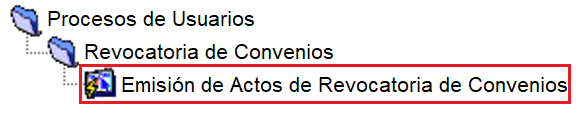 Procesos de Usuarios
Revocatoria de Convenios
Emisión de Actos de Revocatoria de Convenios